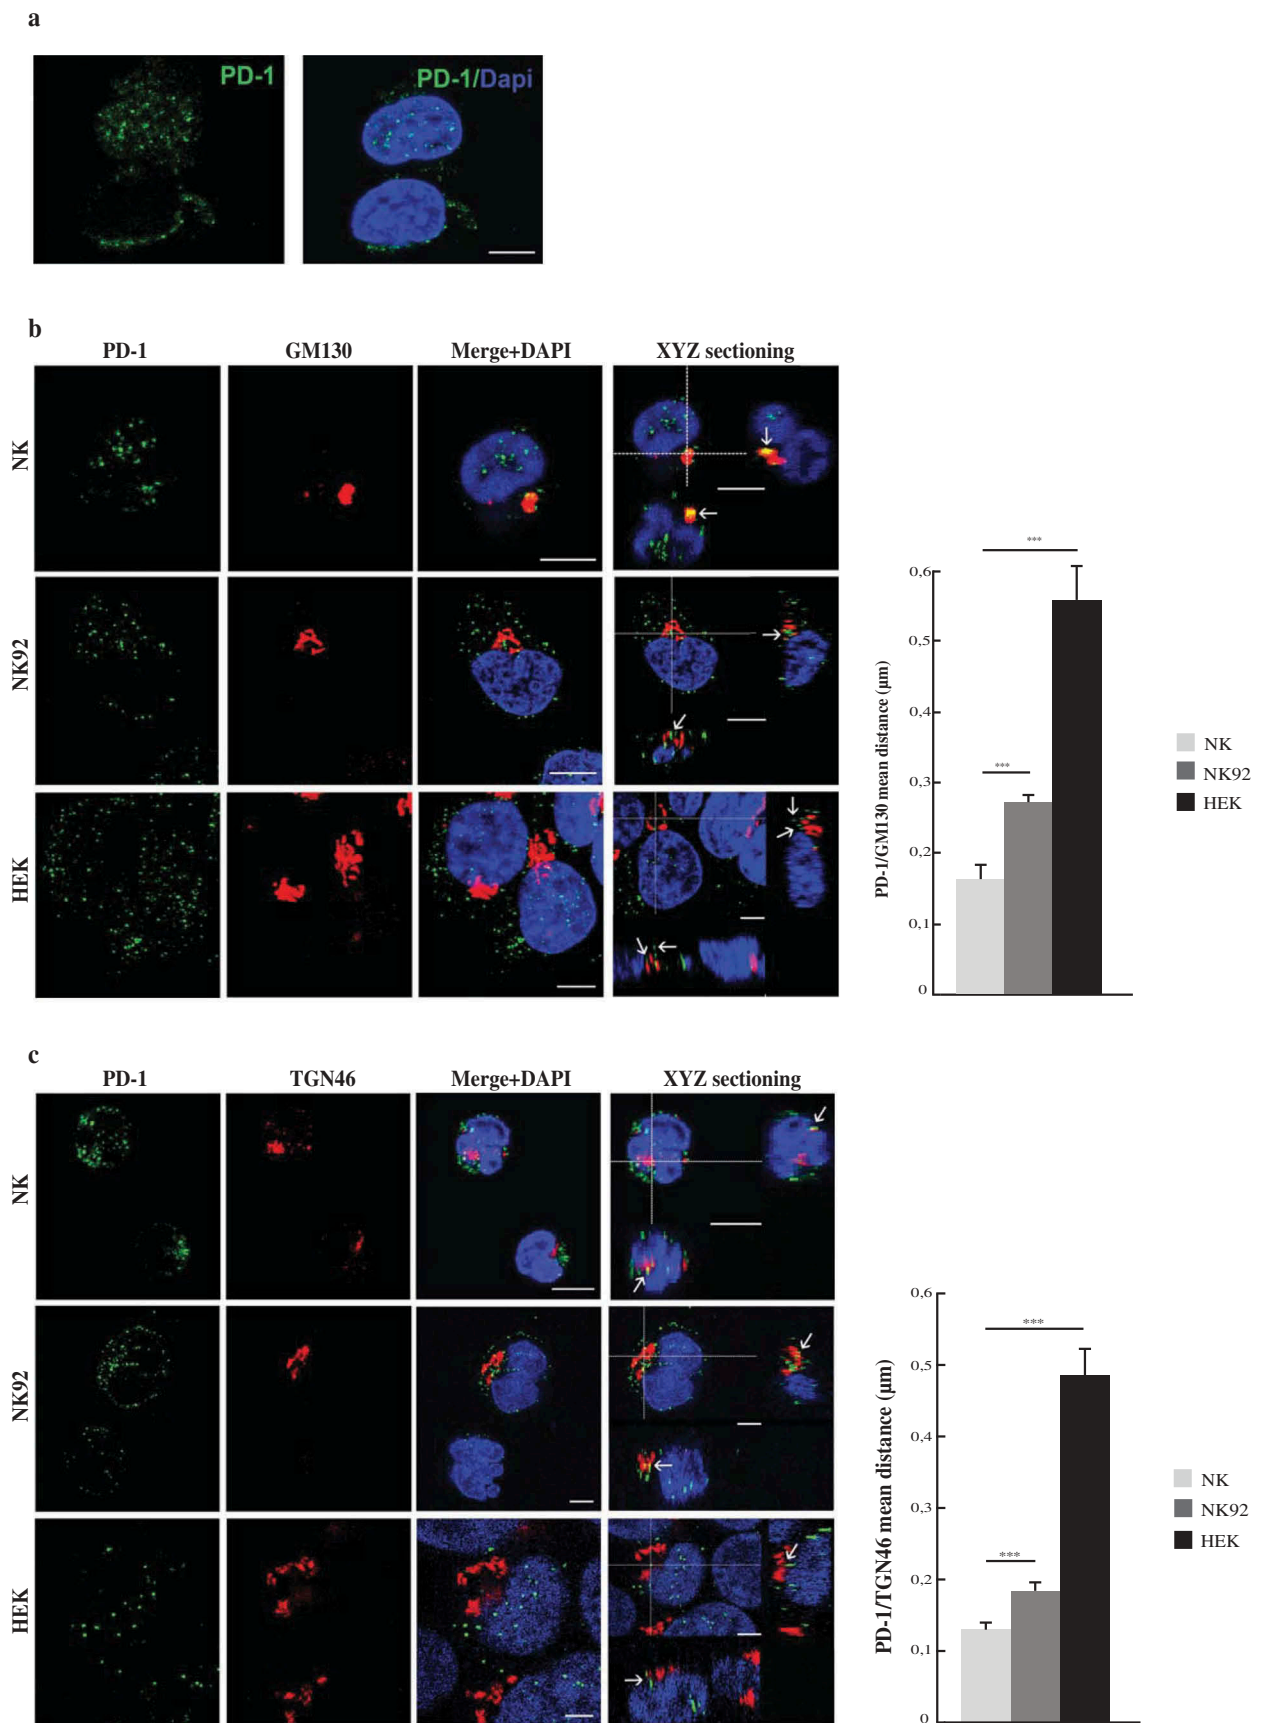 a
PD-1
PD-1/Dapi
b
PD-1 GM130 Merge+DAPI XYZ sectioning
NK
NK92
HEK
PD-1/GM130 mean distance (µm)
0,6
0,5
0,4
0,3
0,2
0,1
0
***
***
NK
NK92
HEK
c
PD-1 TGN46 Merge+DAPI XYZ sectioning
NK
NK92
HEK
PD-1/TGN46 mean distance (µm)
0,6
0,5
0,4
0,3
0,2
0,1
0
***
***
NK
NK92
HEK